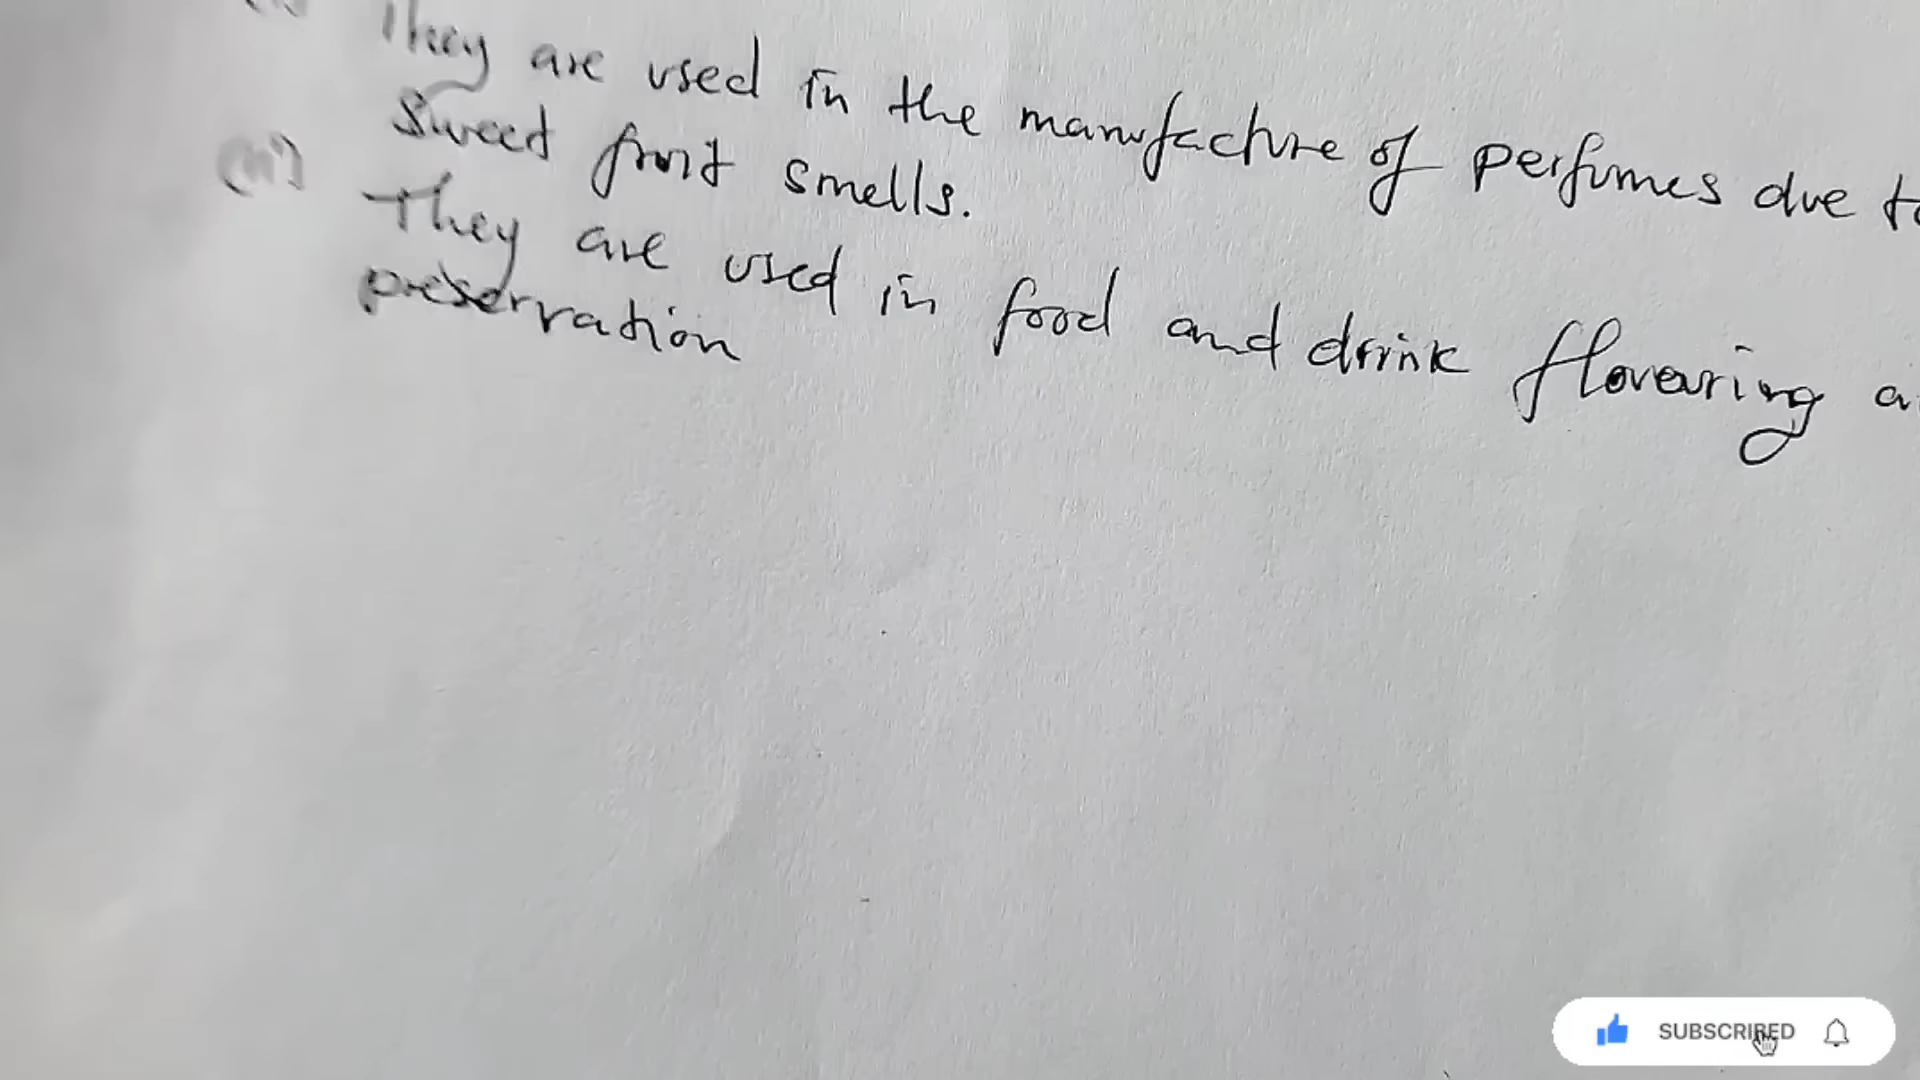 They are used in the manufacture of perfumes due to
Sweet fruit smells.
(ii) They are used in food and drink flovouring a
preservation
SUBSCRIBED